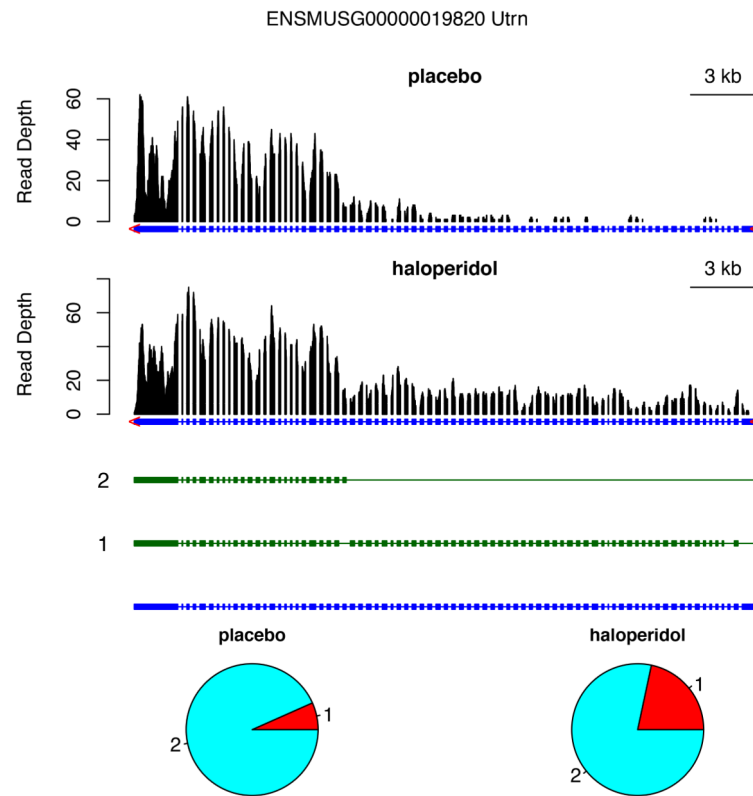 ENSMUSG00000019820 Utrn
placebo
3 kb
Read Depth
60
40
20
0
haloperidol
3 kb
Read Depth
60
20
0
2
1
placebo
haloperidol
1
2
1
2